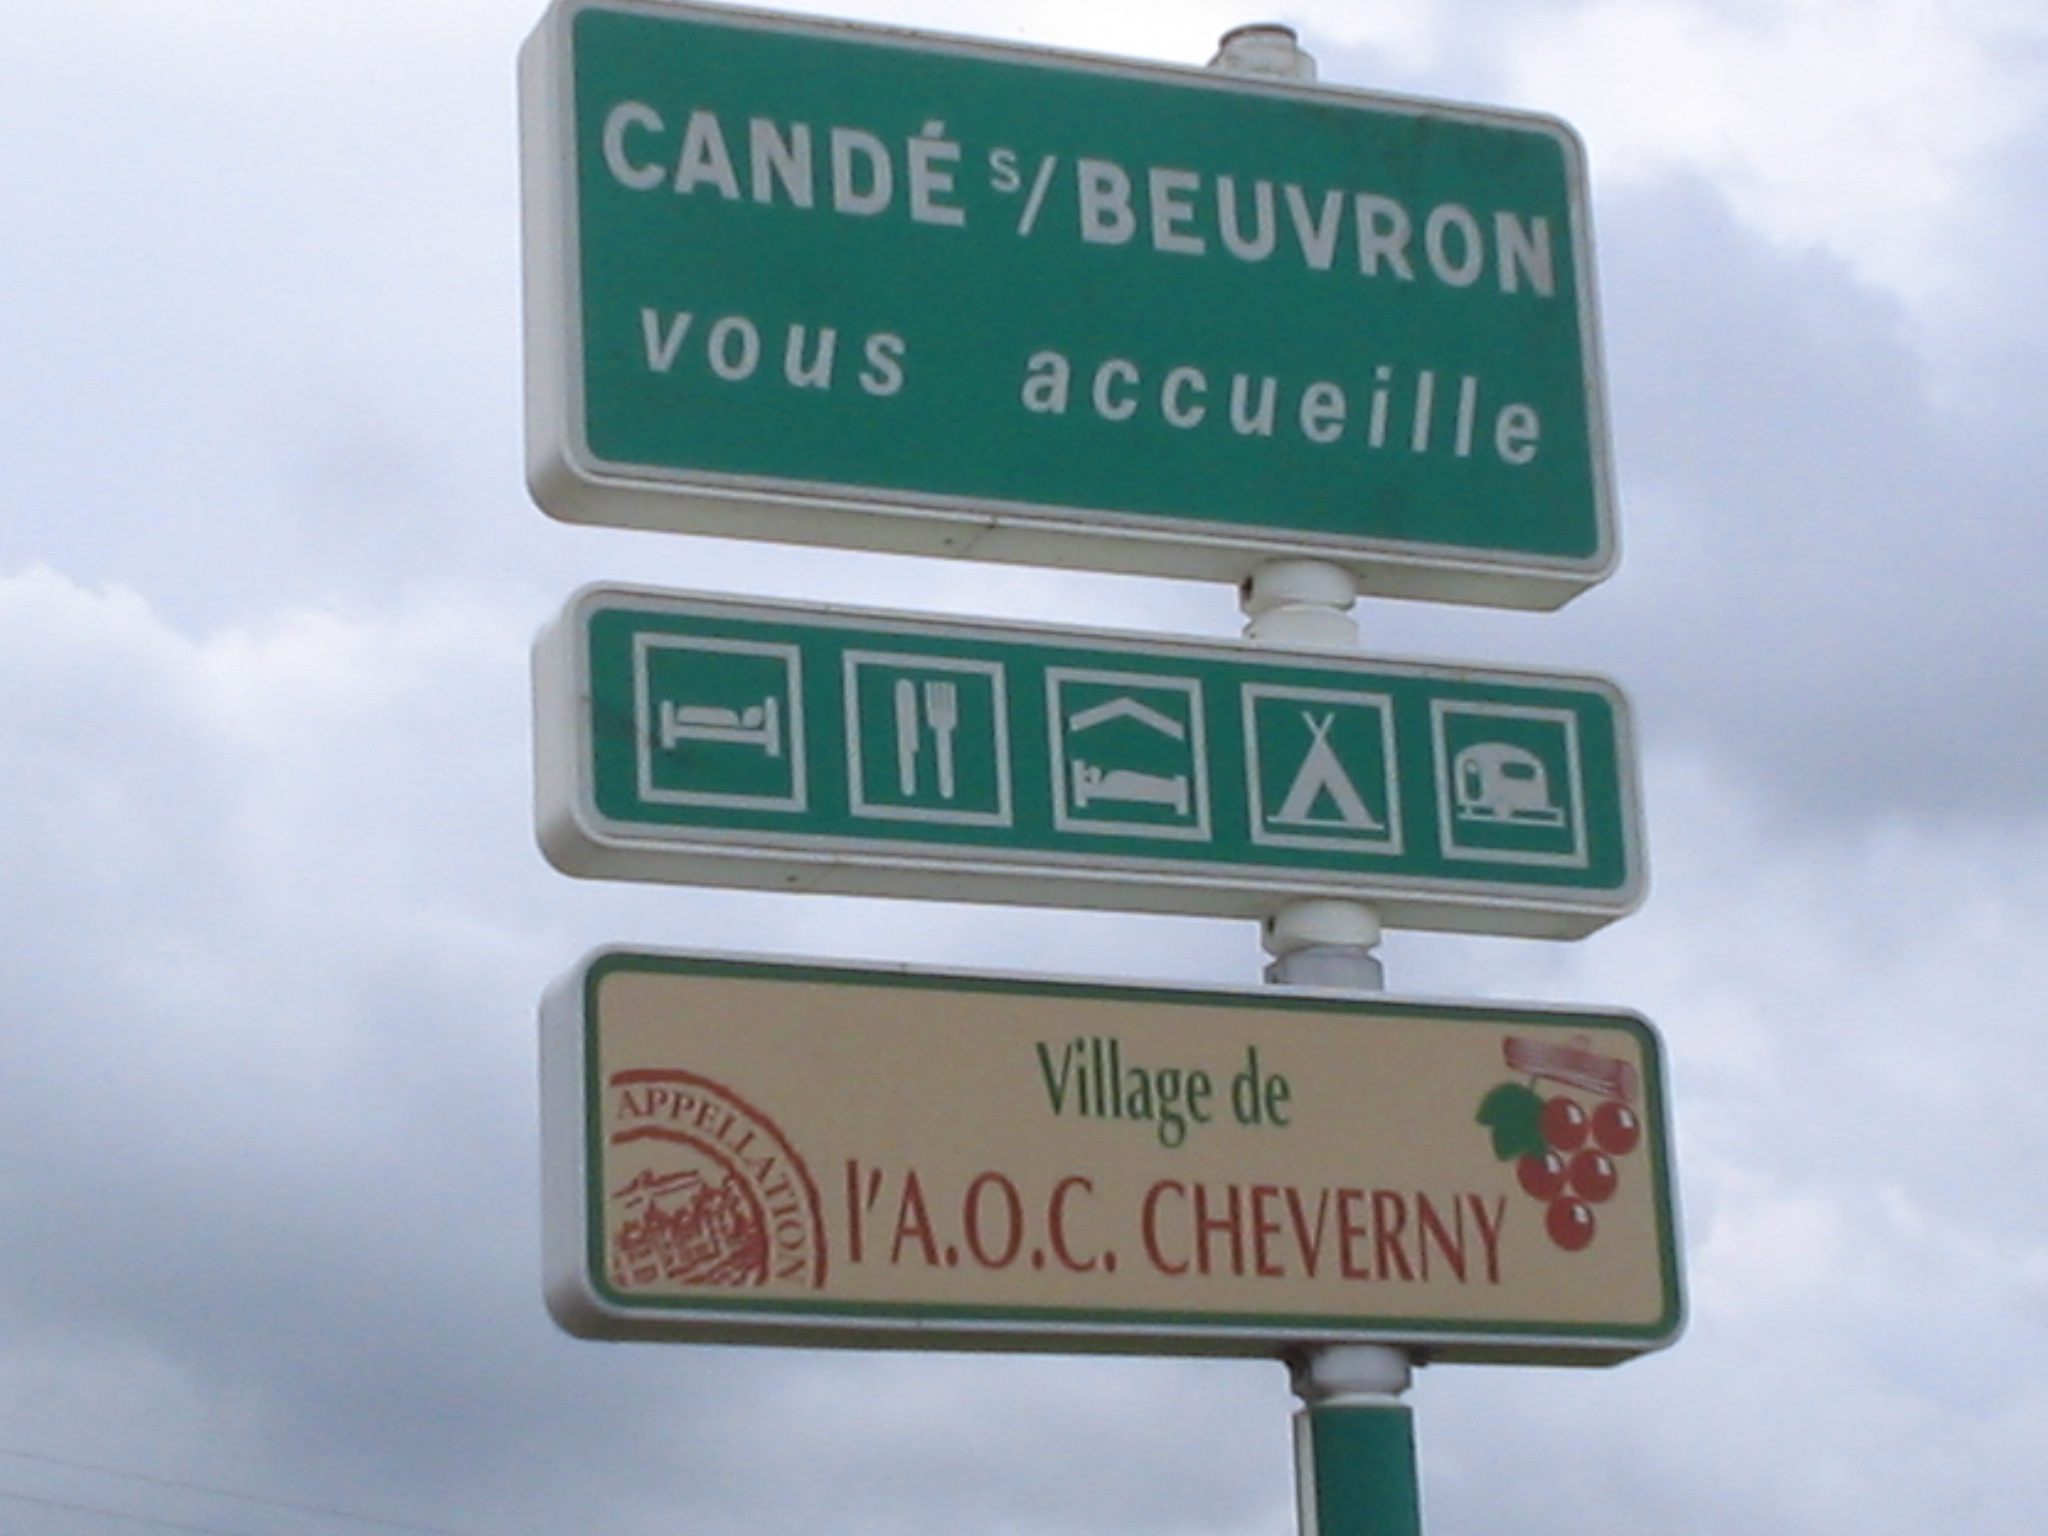 CANDÉ s/ BEUVRON
vous accueille
Village de
l'A.O.C. CHEVERNY
APPELLATION